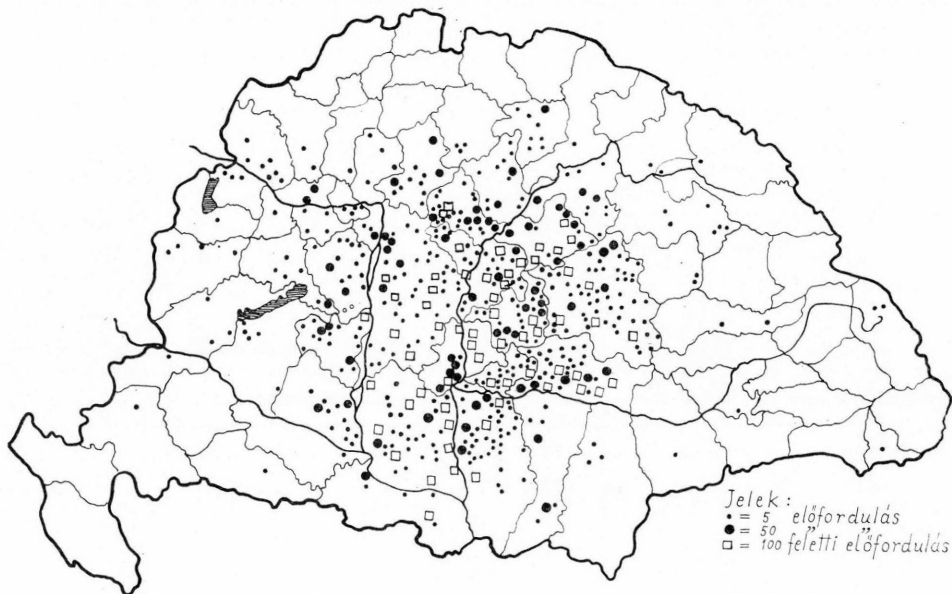 Jelek:
• = 5 előfordulás
● = 50 " "
□ = 100 feletti előfordulás